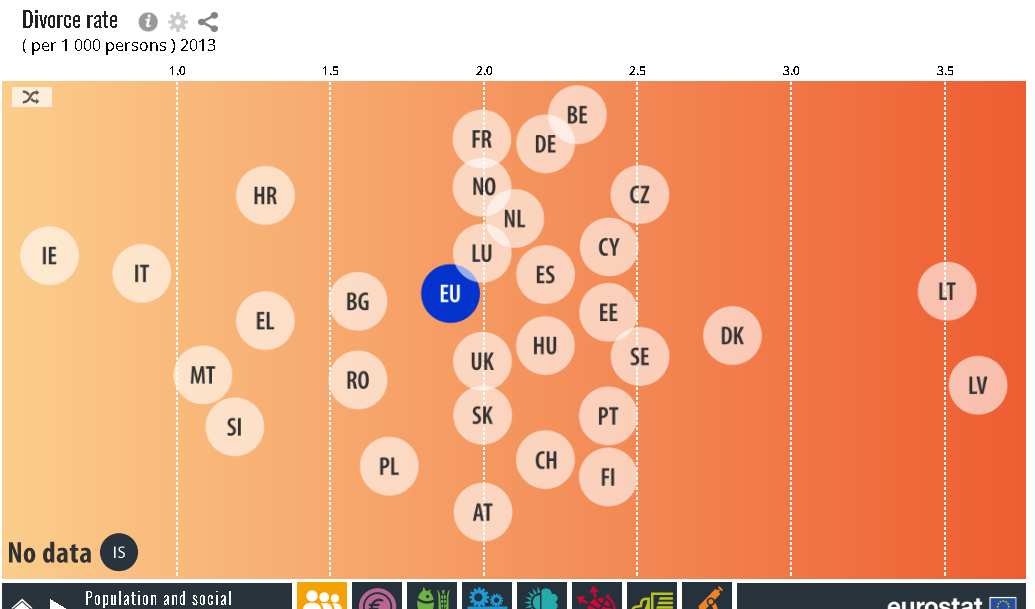 Divorce rate
( per 1 000 persons ) 2013
1.0 1.5 2.0 2.5 3.0 3.5
BE
FR
DE
NO
CZ
HR
NL
CY
LU
IE
IT
ES
EU
LT
BG
EE
EL
DK
HU
SE
UK
MT
RO
LV
SK
PT
SI
CH
PL
FI
AT
No data IS
Population and social
eurostat